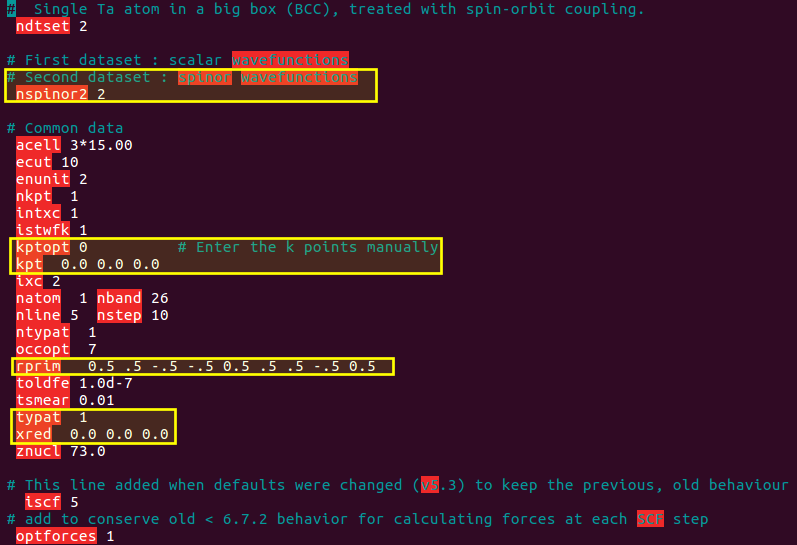 #  Single Ta atom in a big box (BCC), treated with spin-orbit coupling.
ndtset 2
# First dataset : scalar wavefunctions
# Second dataset : spinor wavefunctions
nspinor2 2
# Common data
acell 3*15.00
ecut 10
enunit 2
nkpt  1
intxc 1
istwfk 1
kptopt 0          # Enter the k points manually
kpt  0.0 0.0 0.0
ixc 2
natom  1 nband 26
nline 5  nstep 10
ntypat  1
occopt  7
rprim   0.5 .5 -.5 -.5 0.5 .5 .5 -.5 0.5
toldfe 1.0d-7
tsmear 0.01
typat  1
xred  0.0 0.0 0.0
znucl 73.0
# This line added when defaults were changed (v5.3) to keep the previous, old behaviour
iscf 5
# add to conserve old < 6.7.2 behavior for calculating forces at each SCF step
optforces 1